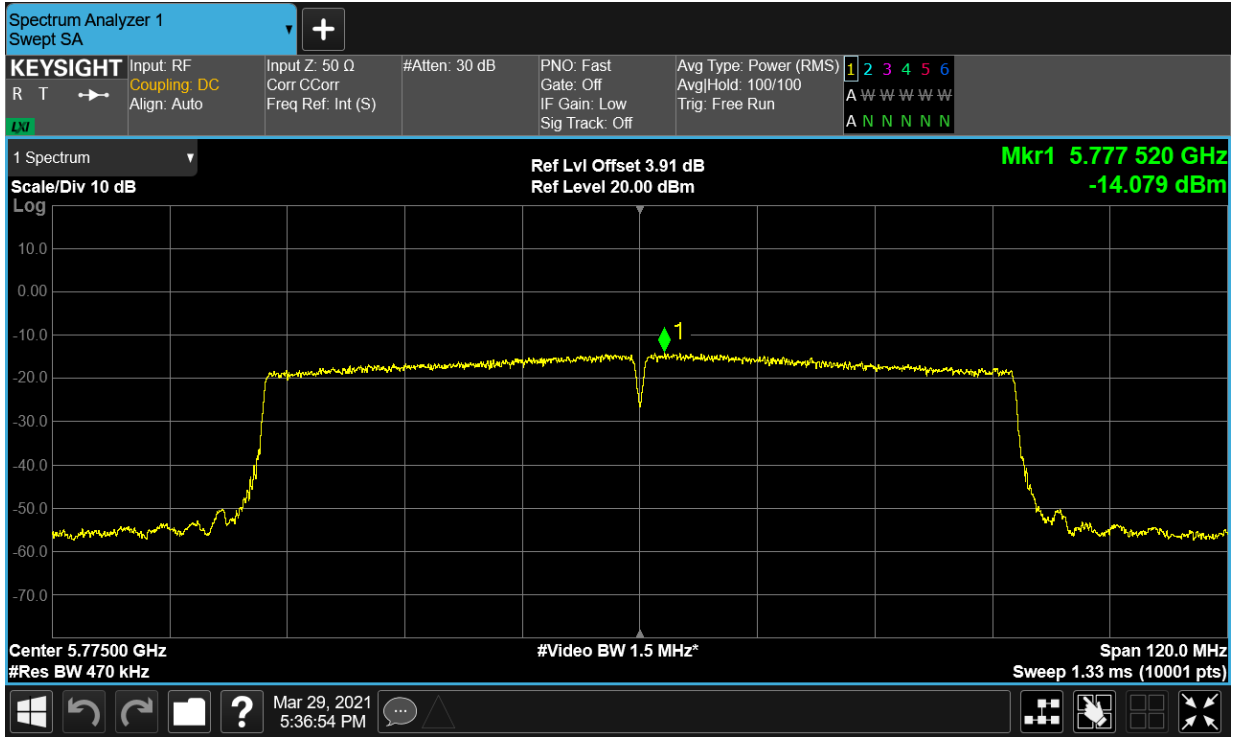 Spectrum Analyzer 1
Swept SA
+
KEYSIGHT
R T
LXI
Input: RF
Coupling: DC
Align: Auto
Input Z: 50 Ω
Corr CCorr
Freq Ref: Int (S)
#Atten: 30 dB
PNO: Fast
Gate: Off
IF Gain: Low
Sig Track: Off
Avg Type: Power (RMS)
Avg|Hold: 100/100
Trig: Free Run
1 2 3 4 5 6
A W W W W W
A N N N N N
1 Spectrum
Scale/Div 10 dB
Log
Ref Lvl Offset 3.91 dB
Ref Level 20.00 dBm
Mkr1 5.777 520 GHz
-14.079 dBm
10.0
0.00
-10.0
-20.0
-30.0
-40.0
-50.0
-60.0
-70.0
1
Center 5.77500 GHz
#Res BW 470 kHz
#Video BW 1.5 MHz*
Span 120.0 MHz
Sweep 1.33 ms (10001 pts)
?
Mar 29, 2021
5:36:54 PM